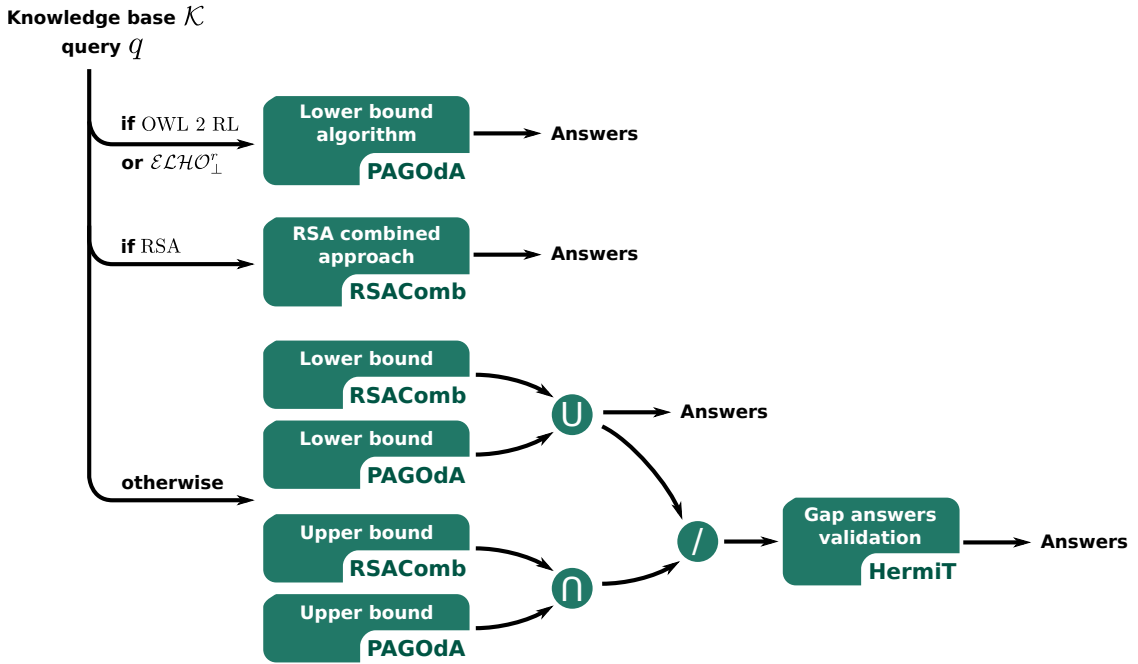 Knowledge base 𝒦
query q
if OWL 2 RL
or ℰℒℋ𝒪ʳ⊥
Lower bound
algorithm
PAGOdA
Answers
if RSA
RSA combined
approach
RSAComb
Answers
Lower bound
RSAComb
Lower bound
PAGOdA
∪
Answers
otherwise
Upper bound
RSAComb
Upper bound
PAGOdA
∩
/
Gap answers
validation
HermiT
Answers